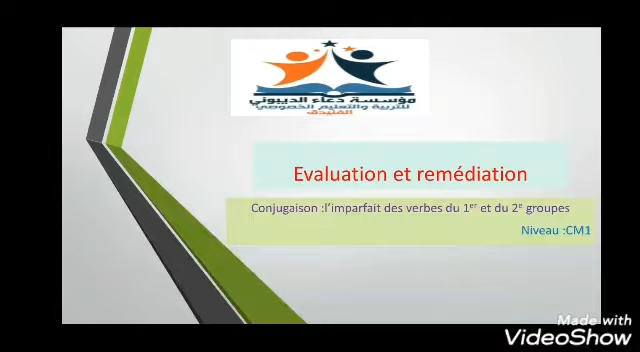 مؤسسة دعاء الديبوني
للتربية والتعليم الخصوصي
الفنيدق
Evaluation et remédiation
Conjugaison :l’imparfait des verbes du 1er et du 2e groupes
Niveau :CM1
Made with
VideoShow